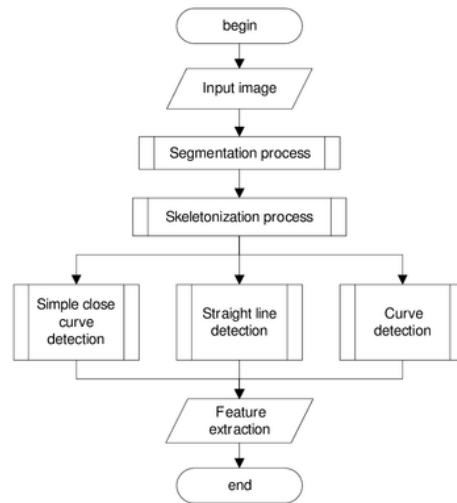 begin
Input image
Segmentation process
Skeletonization process
Simple close
curve
detection
Straight line
detection
Curve
detection
Feature
extraction
end